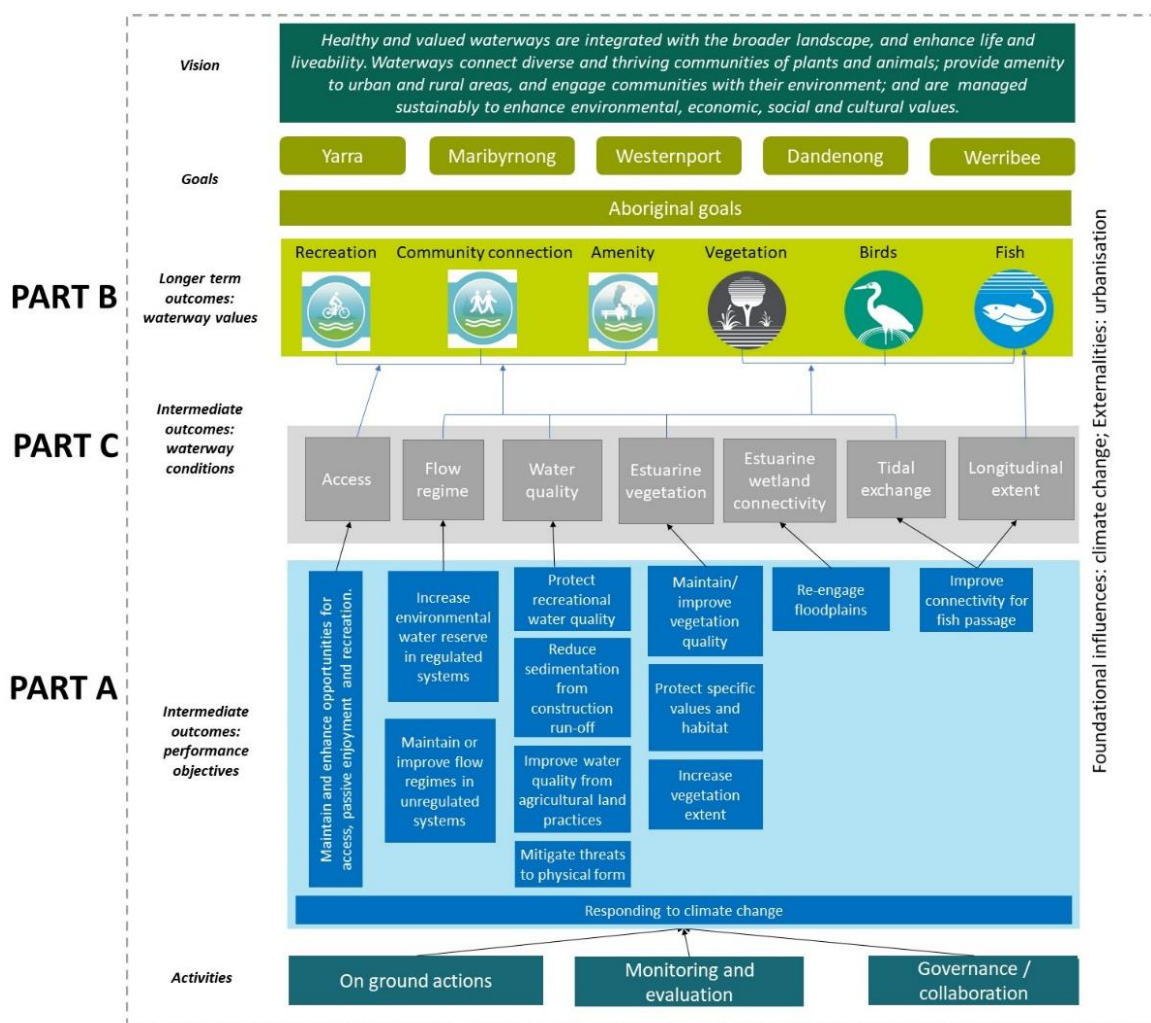 Vision
Healthy and valued waterways are integrated with the broader landscape, and enhance life and
liveability. Waterways connect diverse and thriving communities of plants and animals; provide amenity
to urban and rural areas, and engage communities with their environment; and are managed
sustainably to enhance environmental, economic, social and cultural values.
Goals
Yarra
Maribyrnong
Westernport
Dandenong
Werribee
Aboriginal goals
PART B
Longer term
outcomes:
waterway values
Recreation
Community connection
Amenity
Vegetation
Birds
Fish
PART C
Intermediate
outcomes:
waterway
conditions
Access
Flow
regime
Water
quality
Estuarine
vegetation
Estuarine
wetland
connectivity
Tidal
exchange
Longitudinal
extent
PART A
Intermediate
outcomes:
performance
objectives
Maintain and enhance opportunities for
access, passive enjoyment and recreation.
Increase
environmental
water reserve
in regulated
systems
Maintain or
improve flow
regimes in
unregulated
systems
Protect
recreational
water quality
Reduce
sedimentation
from
construction
run-off
Improve water
quality from
agricultural land
practices
Mitigate threats
to physical form
Maintain/
improve
vegetation
quality
Protect specific
values and
habitat
Increase
vegetation
extent
Re-engage
floodplains
Improve
connectivity for
fish passage
Responding to climate change
Activities
On ground actions
Monitoring and
evaluation
Governance /
collaboration
Foundational influences: climate change; Externalities: urbanisation